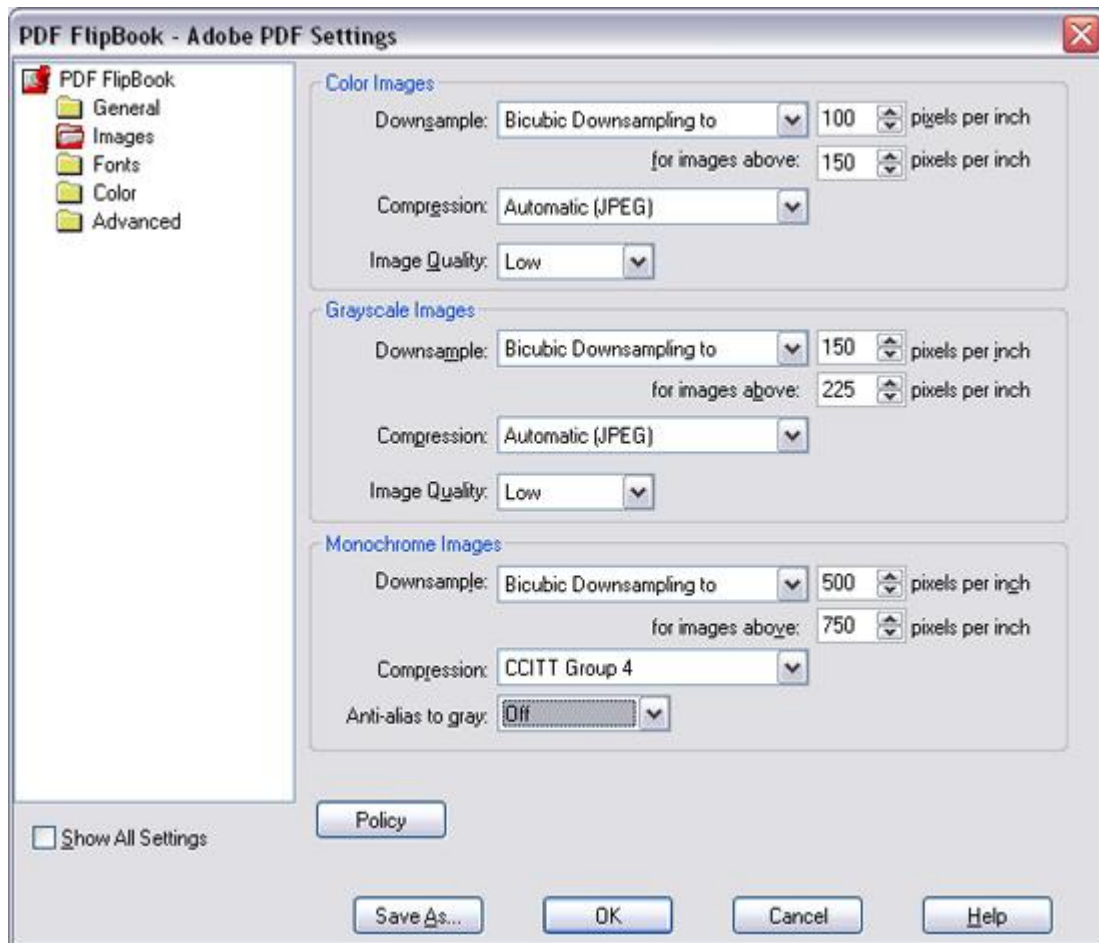 PDF FlipBook - Adobe PDF Settings
PDF FlipBook
General
Images
Fonts
Color
Advanced
Show All Settings
Color Images
Downsample: Bicubic Downsampling to 100 pixels per inch
for images above: 150 pixels per inch
Compression: Automatic (JPEG)
Image Quality: Low
Grayscale Images
Downsample: Bicubic Downsampling to 150 pixels per inch
for images above: 225 pixels per inch
Compression: Automatic (JPEG)
Image Quality: Low
Monochrome Images
Downsample: Bicubic Downsampling to 500 pixels per inch
for images above: 750 pixels per inch
Compression: CCITT Group 4
Anti-alias to gray: Off
Policy
Save As... OK Cancel Help